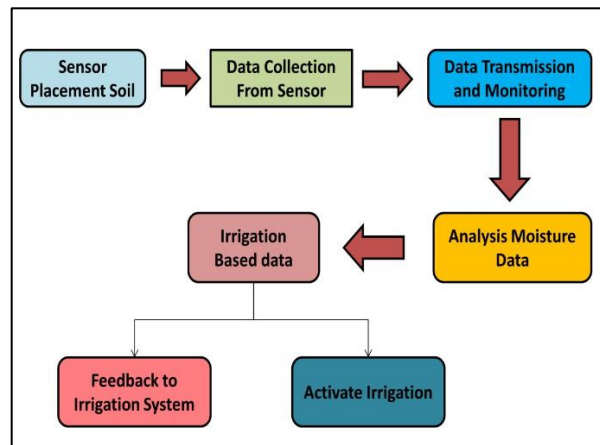 Sensor
Placement Soil
Data Collection
From Sensor
Data Transmission
and Monitoring
Analysis Moisture
Data
Irrigation
Based data
Feedback to
Irrigation System
Activate Irrigation